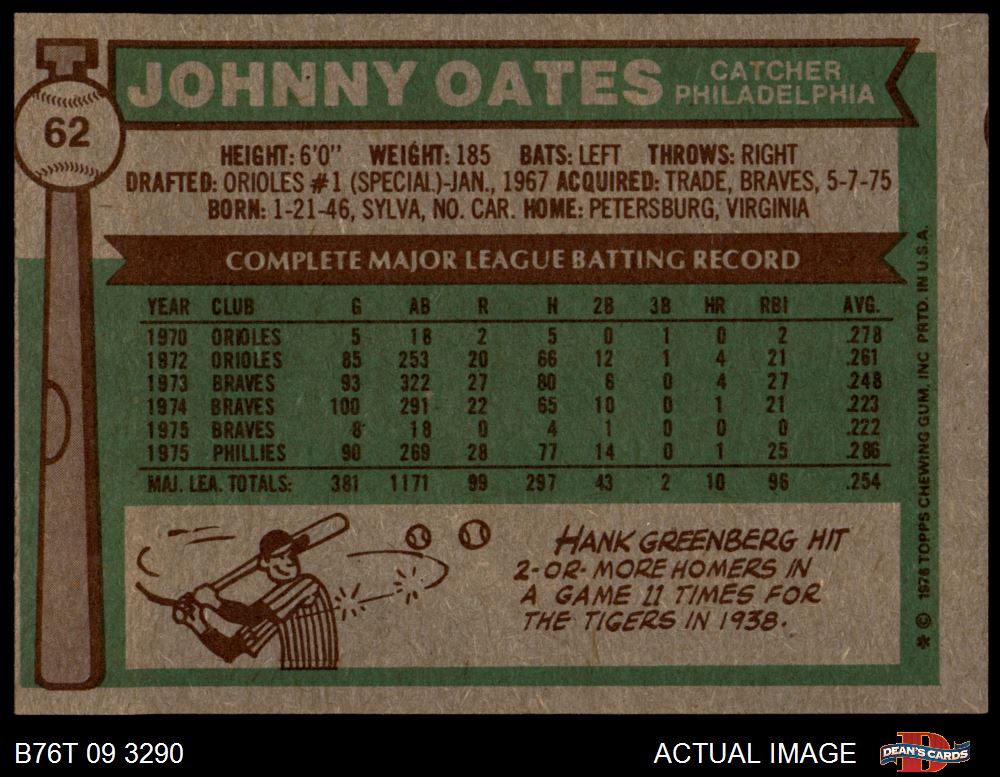 62
JOHNNY OATES
CATCHER
PHILADELPHIA
HEIGHT: 6'0" WEIGHT: 185 BATS: LEFT THROWS: RIGHT
DRAFTED: ORIOLES #1 (SPECIAL)-JAN., 1967 ACQUIRED: TRADE, BRAVES, 5-7-75
BORN: 1-21-46, SYLVA, NO. CAR. HOME: PETERSBURG, VIRGINIA
COMPLETE MAJOR LEAGUE BATTING RECORD
YEAR CLUB G AB R H 2B 3B HR RBI AVG.
1970 ORIOLES 5 18 2 5 0 1 0 2 .278
1972 ORIOLES 85 253 20 66 12 1 4 21 .261
1973 BRAVES 93 322 27 80 6 0 4 27 .248
1974 BRAVES 100 291 22 65 10 0 1 21 .223
1975 BRAVES 8 18 0 4 1 0 0 0 .222
1975 PHILLIES 90 269 28 77 14 0 1 25 .286
MAJ. LEA. TOTALS: 381 1171 99 297 43 2 10 96 .254
HANK GREENBERG HIT
2-OR-MORE HOMERS IN
A GAME 11 TIMES FOR
THE TIGERS IN 1938.
* © 1976 TOPPS CHEWING GUM, INC PRTD. IN U.S.A.
B76T 09 3290
ACTUAL IMAGE
D
DEAN'S CARDS